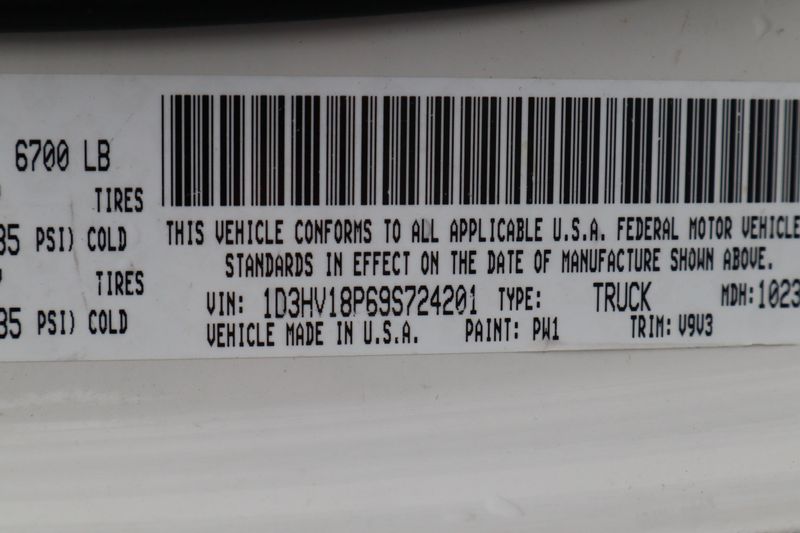 6700 LB
TIRES
35 PSI) COLD
TIRES
35 PSI) COLD
THIS VEHICLE CONFORMS TO ALL APPLICABLE U.S.A. FEDERAL MOTOR VEHICLE
STANDARDS IN EFFECT ON THE DATE OF MANUFACTURE SHOWN ABOVE.
VIN: 1D3HV18P69S724201 TYPE: TRUCK MDH:1023
VEHICLE MADE IN U.S.A. PAINT: PW1 TRIM: V9V3